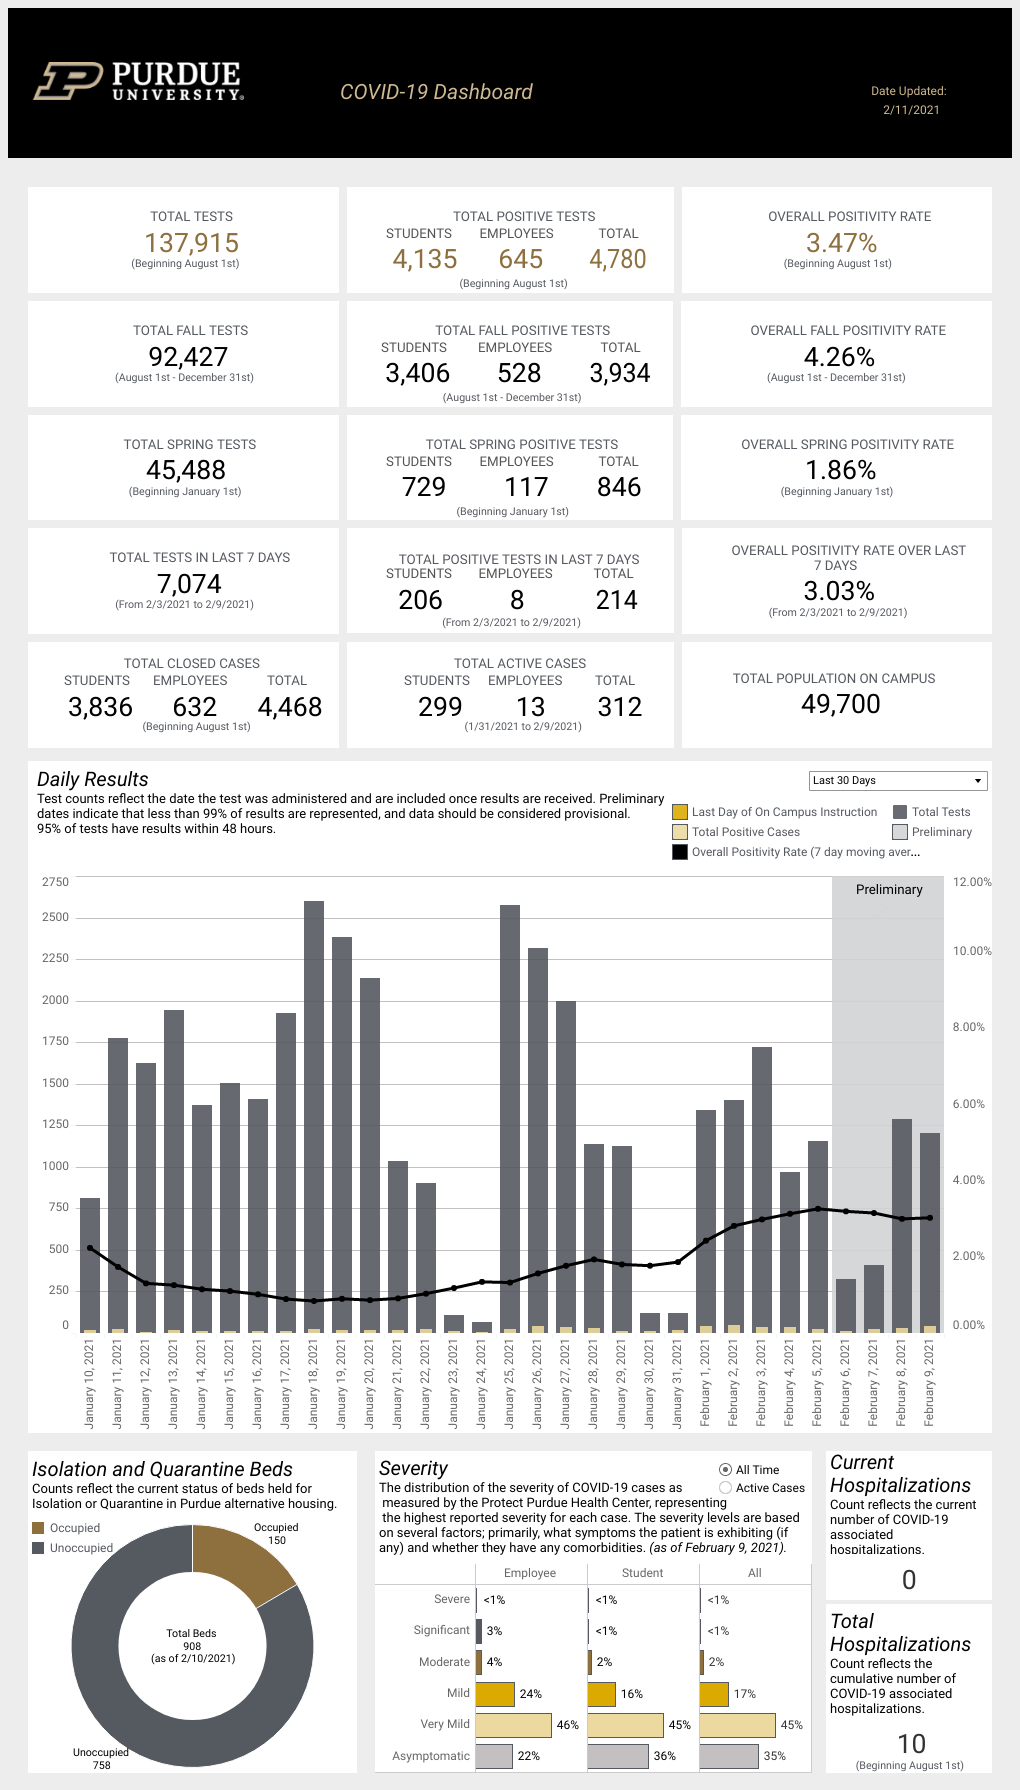 PURDUE
UNIVERSITY®
COVID-19 Dashboard
Date Updated:
2/11/2021
TOTAL TESTS
137,915
(Beginning August 1st)
TOTAL POSITIVE TESTS
STUDENTS EMPLOYEES TOTAL
4,135 645 4,780
(Beginning August 1st)
OVERALL POSITIVITY RATE
3.47%
(Beginning August 1st)
TOTAL FALL TESTS
92,427
(August 1st - December 31st)
TOTAL FALL POSITIVE TESTS
STUDENTS EMPLOYEES TOTAL
3,406 528 3,934
(August 1st - December 31st)
OVERALL FALL POSITIVITY RATE
4.26%
(August 1st - December 31st)
TOTAL SPRING TESTS
45,488
(Beginning January 1st)
TOTAL SPRING POSITIVE TESTS
STUDENTS EMPLOYEES TOTAL
729 117 846
(Beginning January 1st)
OVERALL SPRING POSITIVITY RATE
1.86%
(Beginning January 1st)
TOTAL TESTS IN LAST 7 DAYS
7,074
(From 2/3/2021 to 2/9/2021)
TOTAL POSITIVE TESTS IN LAST 7 DAYS
STUDENTS EMPLOYEES TOTAL
206 8 214
(From 2/3/2021 to 2/9/2021)
OVERALL POSITIVITY RATE OVER LAST
7 DAYS
3.03%
(From 2/3/2021 to 2/9/2021)
TOTAL CLOSED CASES
STUDENTS EMPLOYEES TOTAL
3,836 632 4,468
(Beginning August 1st)
TOTAL ACTIVE CASES
STUDENTS EMPLOYEES TOTAL
299 13 312
(1/31/2021 to 2/9/2021)
TOTAL POPULATION ON CAMPUS
49,700
Daily Results
Test counts reflect the date the test was administered and are included once results are received. Preliminary
dates indicate that less than 99% of results are represented, and data should be considered provisional.
95% of tests have results within 48 hours.
Last 30 Days
Last Day of On Campus Instruction Total Tests
Total Positive Cases Preliminary
Overall Positivity Rate (7 day moving aver...
Preliminary
2750
2500
2250
2000
1750
1500
1250
1000
750
500
250
0
12.00%
10.00%
8.00%
6.00%
4.00%
2.00%
0.00%
January 10, 2021
January 11, 2021
January 12, 2021
January 13, 2021
January 14, 2021
January 15, 2021
January 16, 2021
January 17, 2021
January 18, 2021
January 19, 2021
January 20, 2021
January 21, 2021
January 22, 2021
January 23, 2021
January 24, 2021
January 25, 2021
January 26, 2021
January 27, 2021
January 28, 2021
January 29, 2021
January 30, 2021
January 31, 2021
February 1, 2021
February 2, 2021
February 3, 2021
February 4, 2021
February 5, 2021
February 6, 2021
February 7, 2021
February 8, 2021
February 9, 2021
Isolation and Quarantine Beds
Counts reflect the current status of beds held for
Isolation or Quarantine in Purdue alternative housing.
Occupied
Unoccupied
Occupied
150
Total Beds
908
(as of 2/10/2021)
Unoccupied
758
Severity
All Time
Active Cases
The distribution of the severity of COVID-19 cases as
measured by the Protect Purdue Health Center, representing
the highest reported severity for each case. The severity levels are based
on several factors; primarily, what symptoms the patient is exhibiting (if
any) and whether they have any comorbidities. (as of February 9, 2021).
Employee Student All
Severe <1% <1% <1%
Significant 3% <1% <1%
Moderate 4% 2% 2%
Mild 24% 16% 17%
Very Mild 46% 45% 45%
Asymptomatic 22% 36% 35%
Current
Hospitalizations
Count reflects the current
number of COVID-19
associated
hospitalizations.
0
Total
Hospitalizations
Count reflects the
cumulative number of
COVID-19 associated
hospitalizations.
10
(Beginning August 1st)